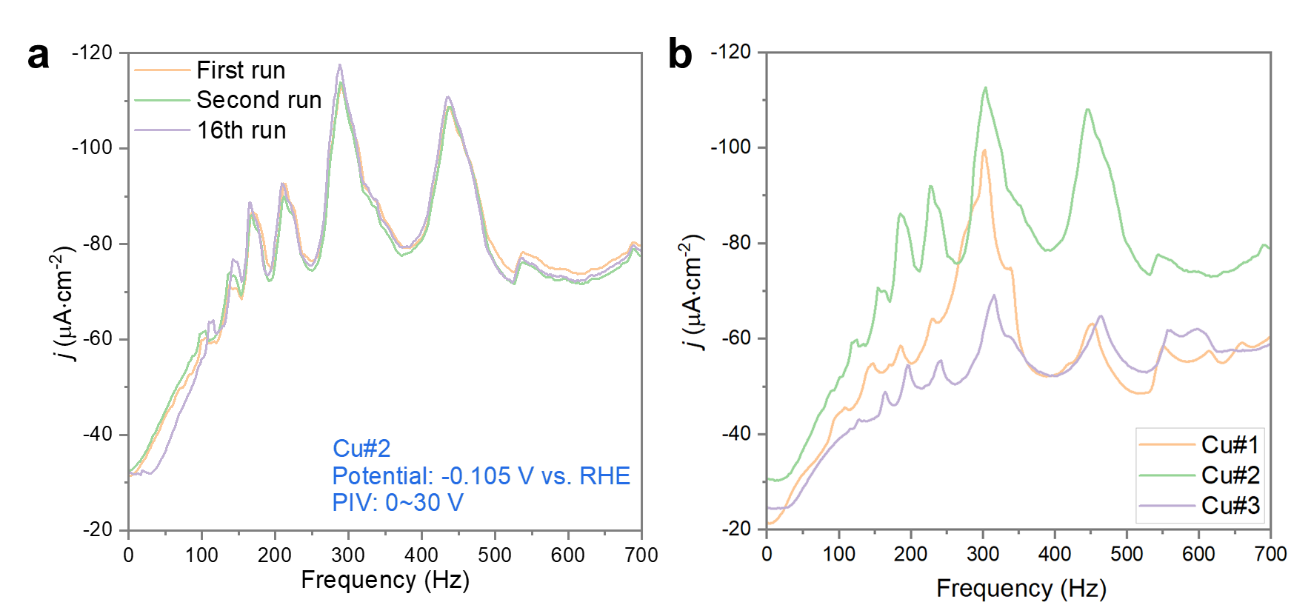 a
First run
Second run
16th run
-120
-100
-80
-60
-40
-20
j (μA·cm⁻²)
Cu#2
Potential: -0.105 V vs. RHE
PIV: 0~30 V
0 100 200 300 400 500 600 700
Frequency (Hz)
b
-120
-100
-80
-60
-40
-20
j (μA·cm⁻²)
Cu#1
Cu#2
Cu#3
0 100 200 300 400 500 600 700
Frequency (Hz)